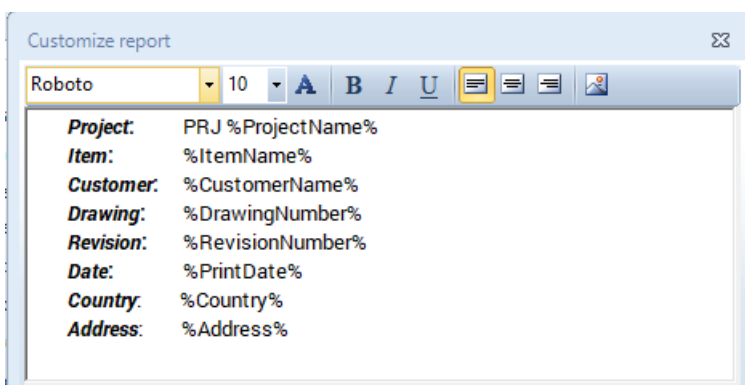 Customize report
Roboto 10 A B I U
Project: PRJ %ProjectName%
Item: %ItemName%
Customer: %CustomerName%
Drawing: %DrawingNumber%
Revision: %RevisionNumber%
Date: %PrintDate%
Country: %Country%
Address: %Address%